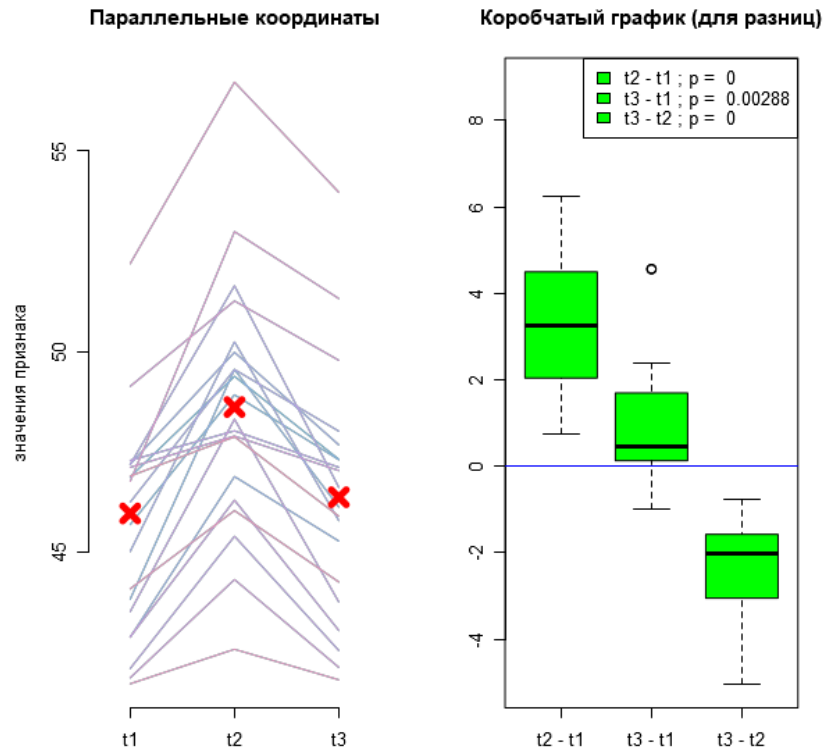 Параллельные координаты
значения признака
55
50
45
t1
t2
t3
Коробчатый график (для разниц)
t2 - t1 ; p = 0
t3 - t1 ; p = 0.00288
t3 - t2 ; p = 0
8
6
4
2
0
-2
-4
t2 - t1
t3 - t1
t3 - t2